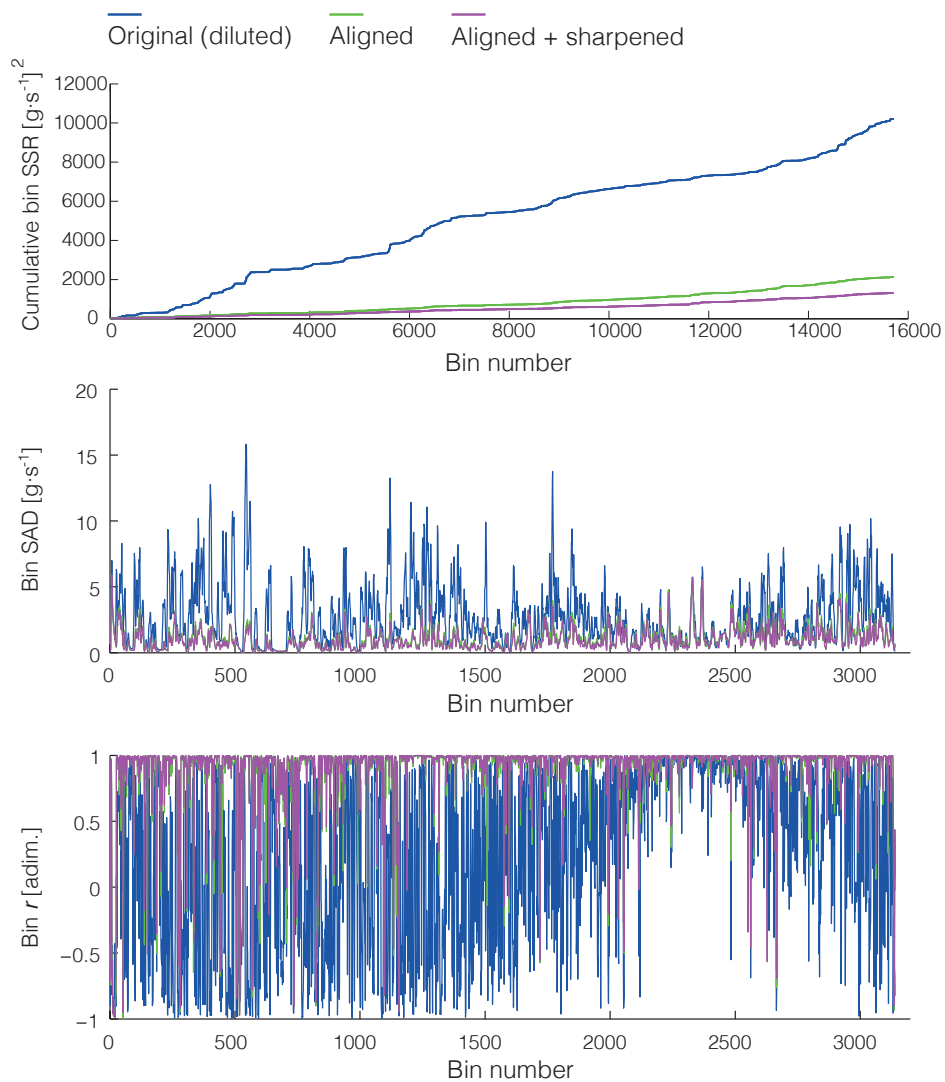 Original (diluted) Aligned Aligned + sharpened
Cumulative bin SSR [g·s⁻¹]²
12000
10000
8000
6000
4000
2000
0
0 2000 4000 6000 8000 10000 12000 14000 16000
Bin number
Bin SAD [g·s⁻¹]
20
15
10
5
0
0 500 1000 1500 2000 2500 3000
Bin number
Bin r [adim.]
1
0.5
0
−0.5
−1
0 500 1000 1500 2000 2500 3000
Bin number